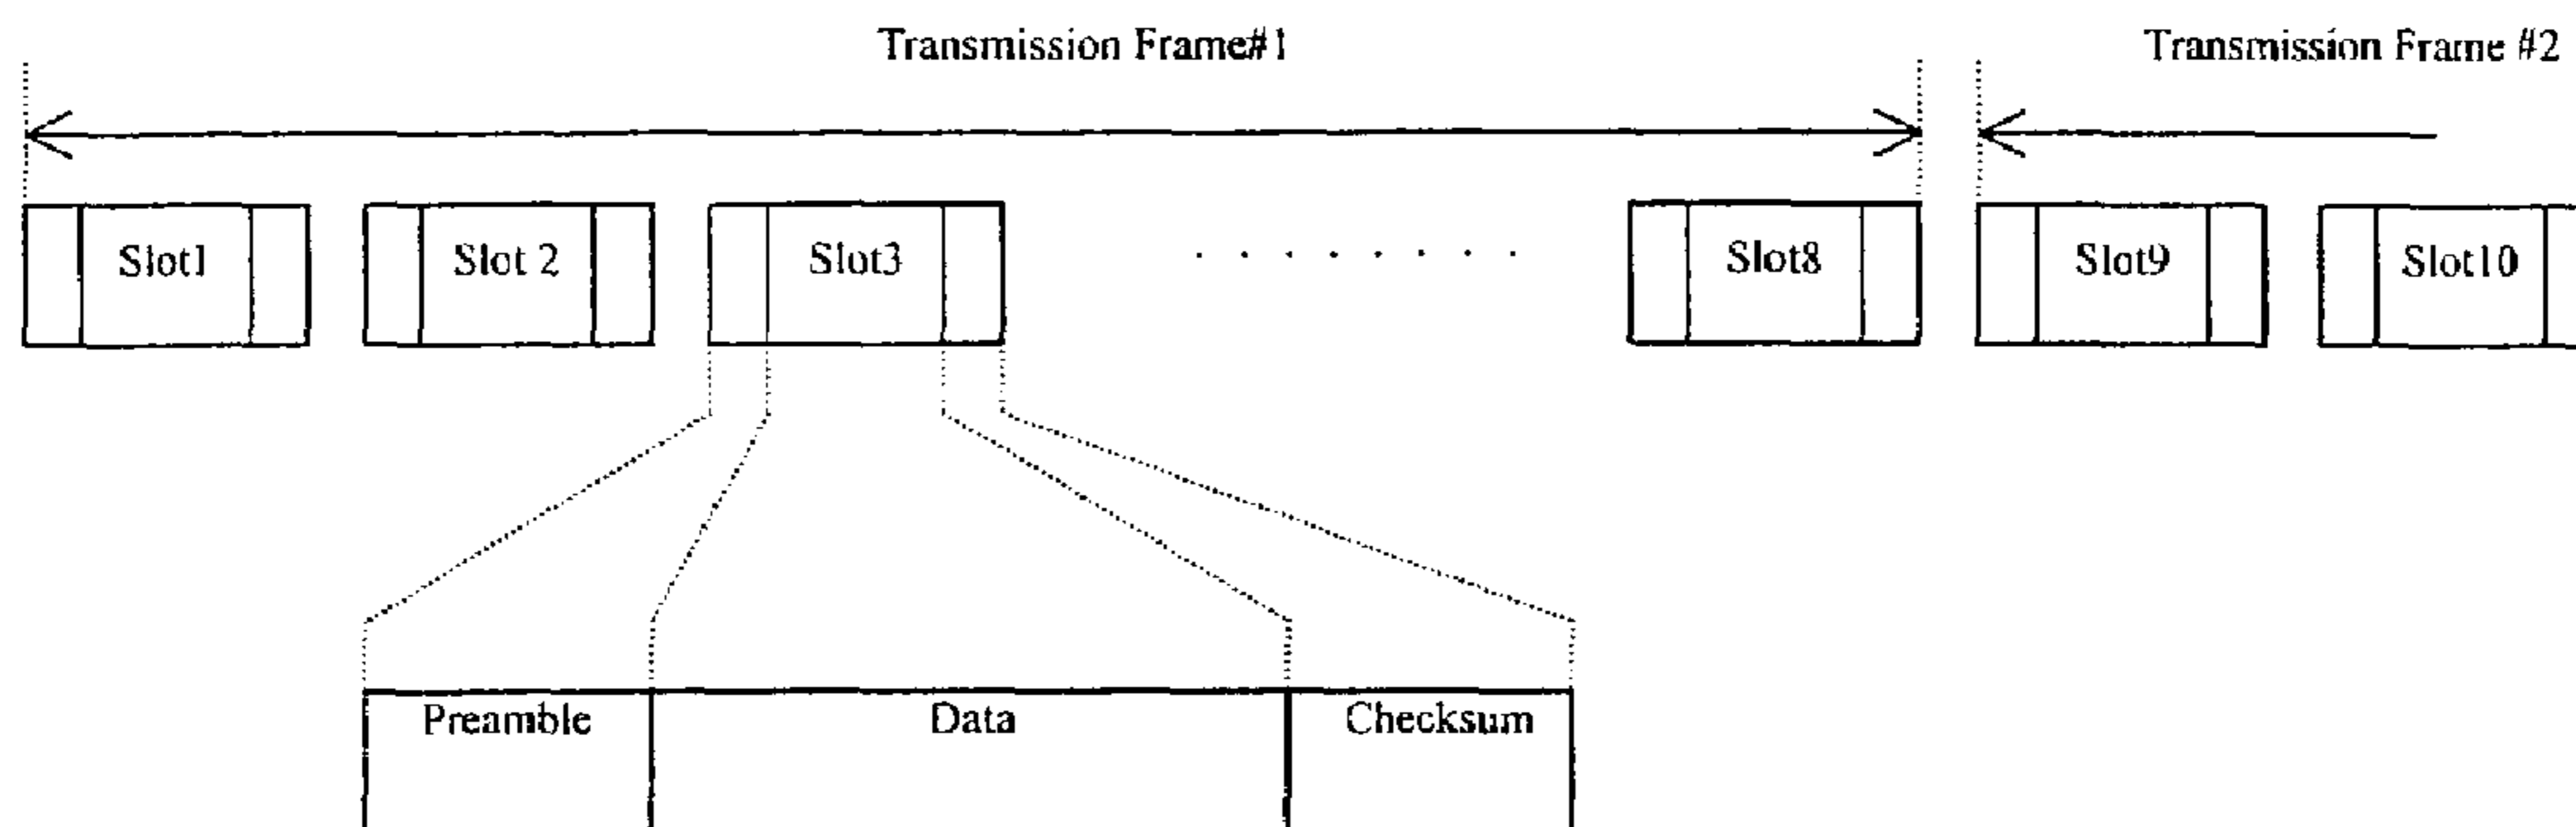 Transmission Frame#1
Transmission Frame #2
Slot1 Slot 2 Slot3 . . . . . . . . Slot8 Slot9 Slot10
Preamble Data Checksum